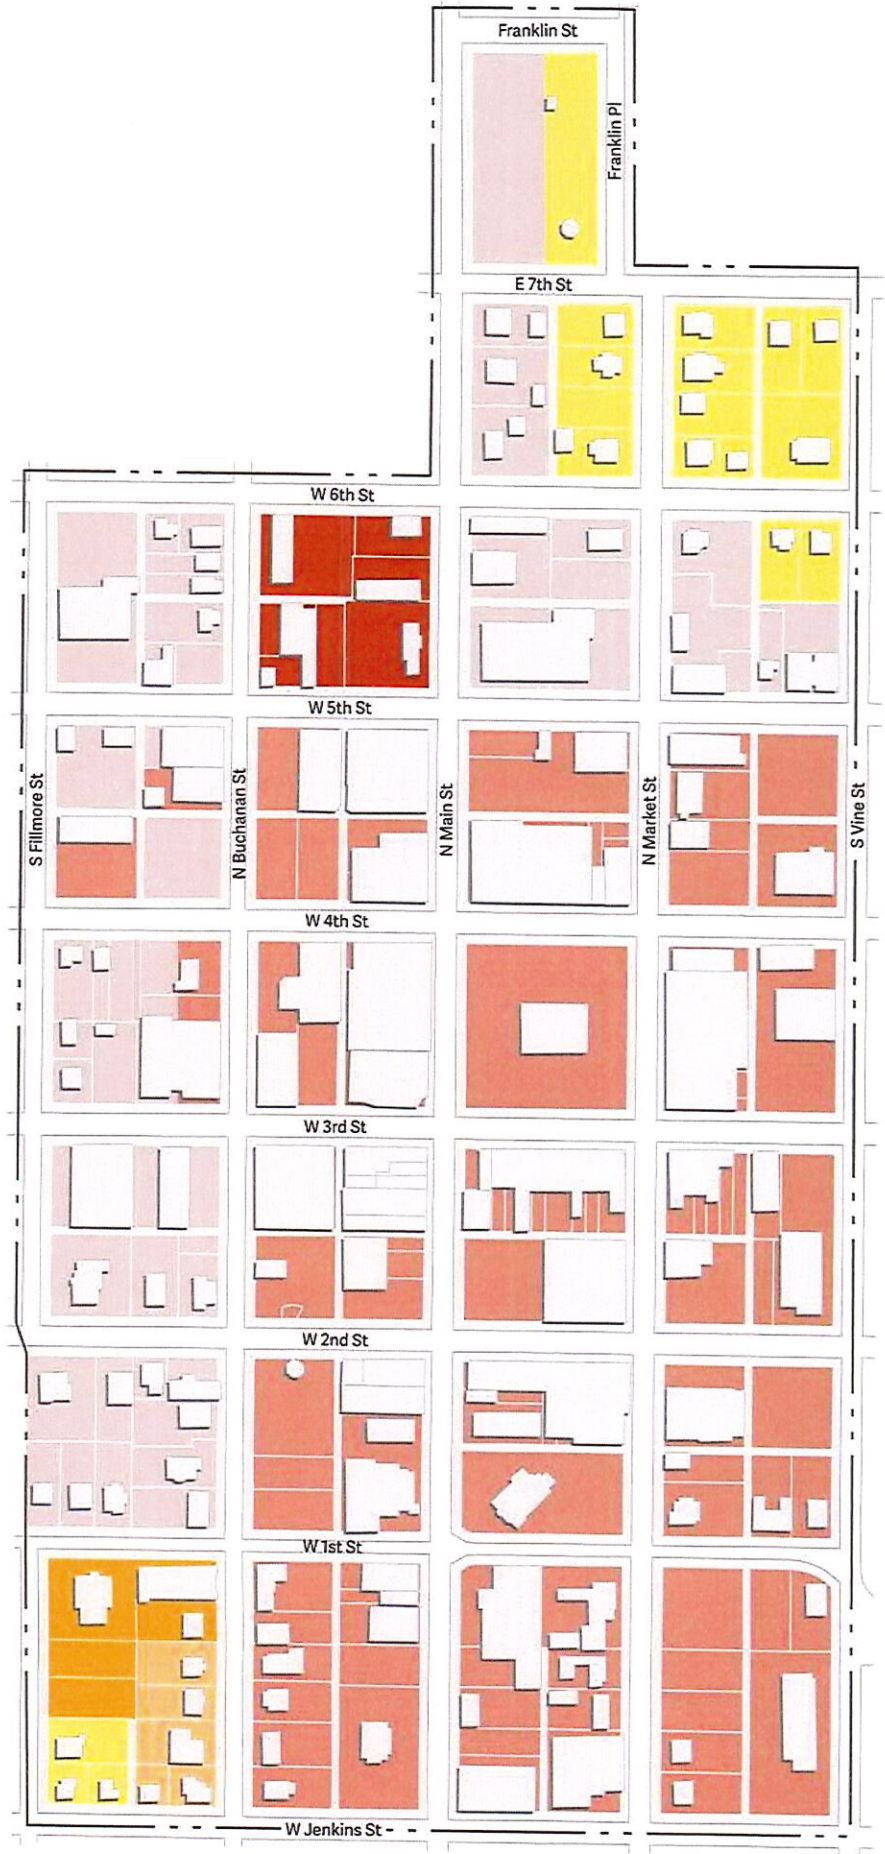 Franklin St
Franklin Pl
E 7th St
W 6th St
W 5th St
S Fillmore St
N Buchanan St
N Main St
N Market St
S Vine St
W 4th St
W 3rd St
W 2nd St
W 1st St
W Jenkins St